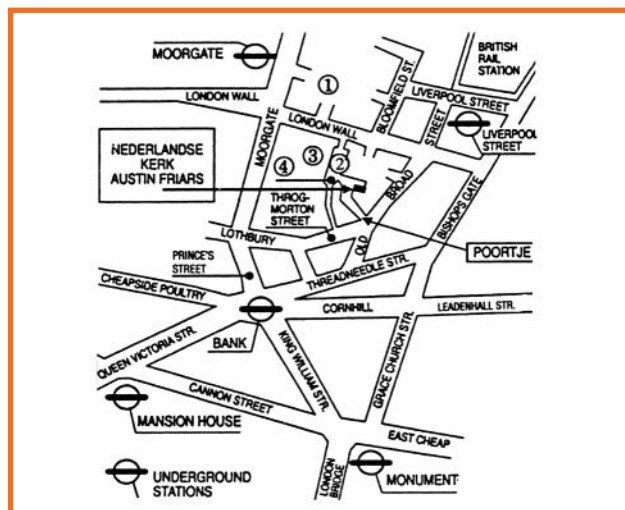 MOORGATE
BRITISH
RAIL
STATION
①
BLOOMFIELD ST.
LIVERPOOL STREET
LONDON WALL
MOORGATE
LONDON WALL
STREET
LIVERPOOL
STREET
NEDERLANDSE
KERK
AUSTIN FRIARS
③
②
④
BROAD
BISHOPS GATE
THROG-
MORTON
STREET
LOTHBURY
OLD
POORTJE
PRINCE'S
STREET
THREADNEEDLE STR.
CHEAPSIDE POULTRY
CORNHILL
LEADENHALL STR.
BANK
QUEEN VICTORIA STR.
KING WILLIAM STR.
GRACE CHURCH STR.
CANNON STREET
MANSION HOUSE
EAST CHEAP
UNDERGROUND
STATIONS
LONDON
BRIDGE
MONUMENT